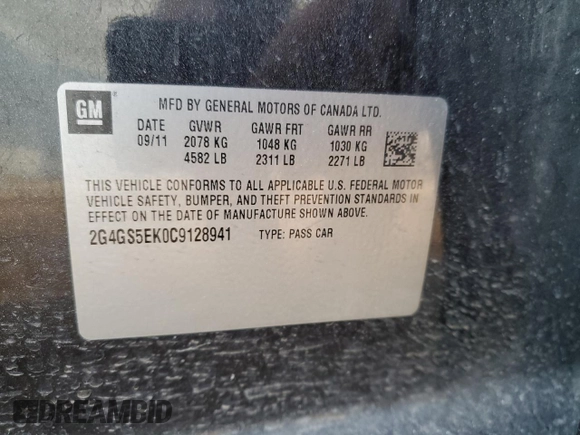 GM
MFD BY GENERAL MOTORS OF CANADA LTD.
DATE GVWR GAWR FRT GAWR RR
09/11 2078 KG 1048 KG 1030 KG
4582 LB 2311 LB 2271 LB
THIS VEHICLE CONFORMS TO ALL APPLICABLE U.S. FEDERAL MOTOR
VEHICLE SAFETY, BUMPER, AND THEFT PREVENTION STANDARDS IN
EFFECT ON THE DATE OF MANUFACTURE SHOWN ABOVE.
2G4GS5EK0C9128941 TYPE: PASS CAR
DREAMCID